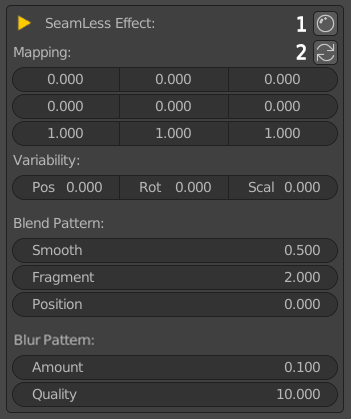 SeamLess Effect: 1
Mapping: 2
0.000 0.000 0.000
0.000 0.000 0.000
1.000 1.000 1.000
Variability:
Pos 0.000 Rot 0.000 Scal 0.000
Blend Pattern:
Smooth 0.500
Fragment 2.000
Position 0.000
Blur Pattern:
Amount 0.100
Quality 10.000